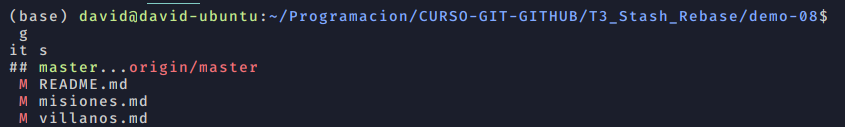 (base) david@david-ubuntu:~/Programacion/CURSO-GIT-GITHUB/T3_Stash_Rebase/demo-08$
g
it s
## master...origin/master
M README.md
M misiones.md
M villanos.md